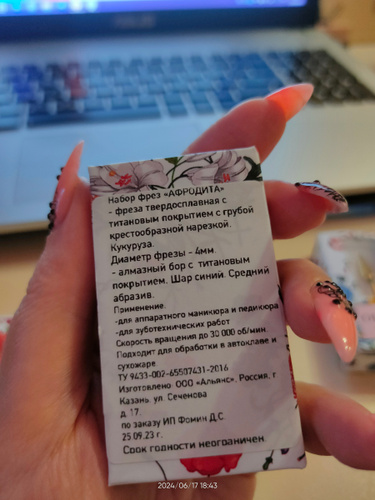 Набор фрез «АФРОДИТА»
- фреза твердосплавная с
титановым покрытием с грубой
крестообразной нарезкой.
Кукуруза.
Диаметр фрезы - 4мм.
- алмазный бор с титановым
покрытием. Шар синий. Средний
абразив.
Применение:
-для аппаратного маникюра и педикюра
-для зуботехнических работ
Скорость вращения до 30 000 об/мин.
Подходит для обработки в автоклаве и
сухожаре.
ТУ 9433-002-65507431-2016
Изготовлено ООО «Альянс». Россия, г.
Казань, ул. Сеченова
д. 17.
по заказу ИП Фомин Д.С.
25.09.23 г.
Срок годности неограничен
2024/06/17 18:43